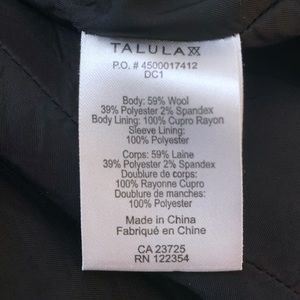 TALULA
P.O. # 4500017412
DC1
Body: 59% Wool
39% Polyester 2% Spandex
Body Lining: 100% Cupro Rayon
Sleeve Lining:
100% Polyester
Corps: 59% Laine
39% Polyester 2% Spandex
Doublure de corps:
100% Rayonne Cupro
Doublure de manches:
100% Polyester
Made in China
Fabriqué en Chine
CA 23725
RN 122354